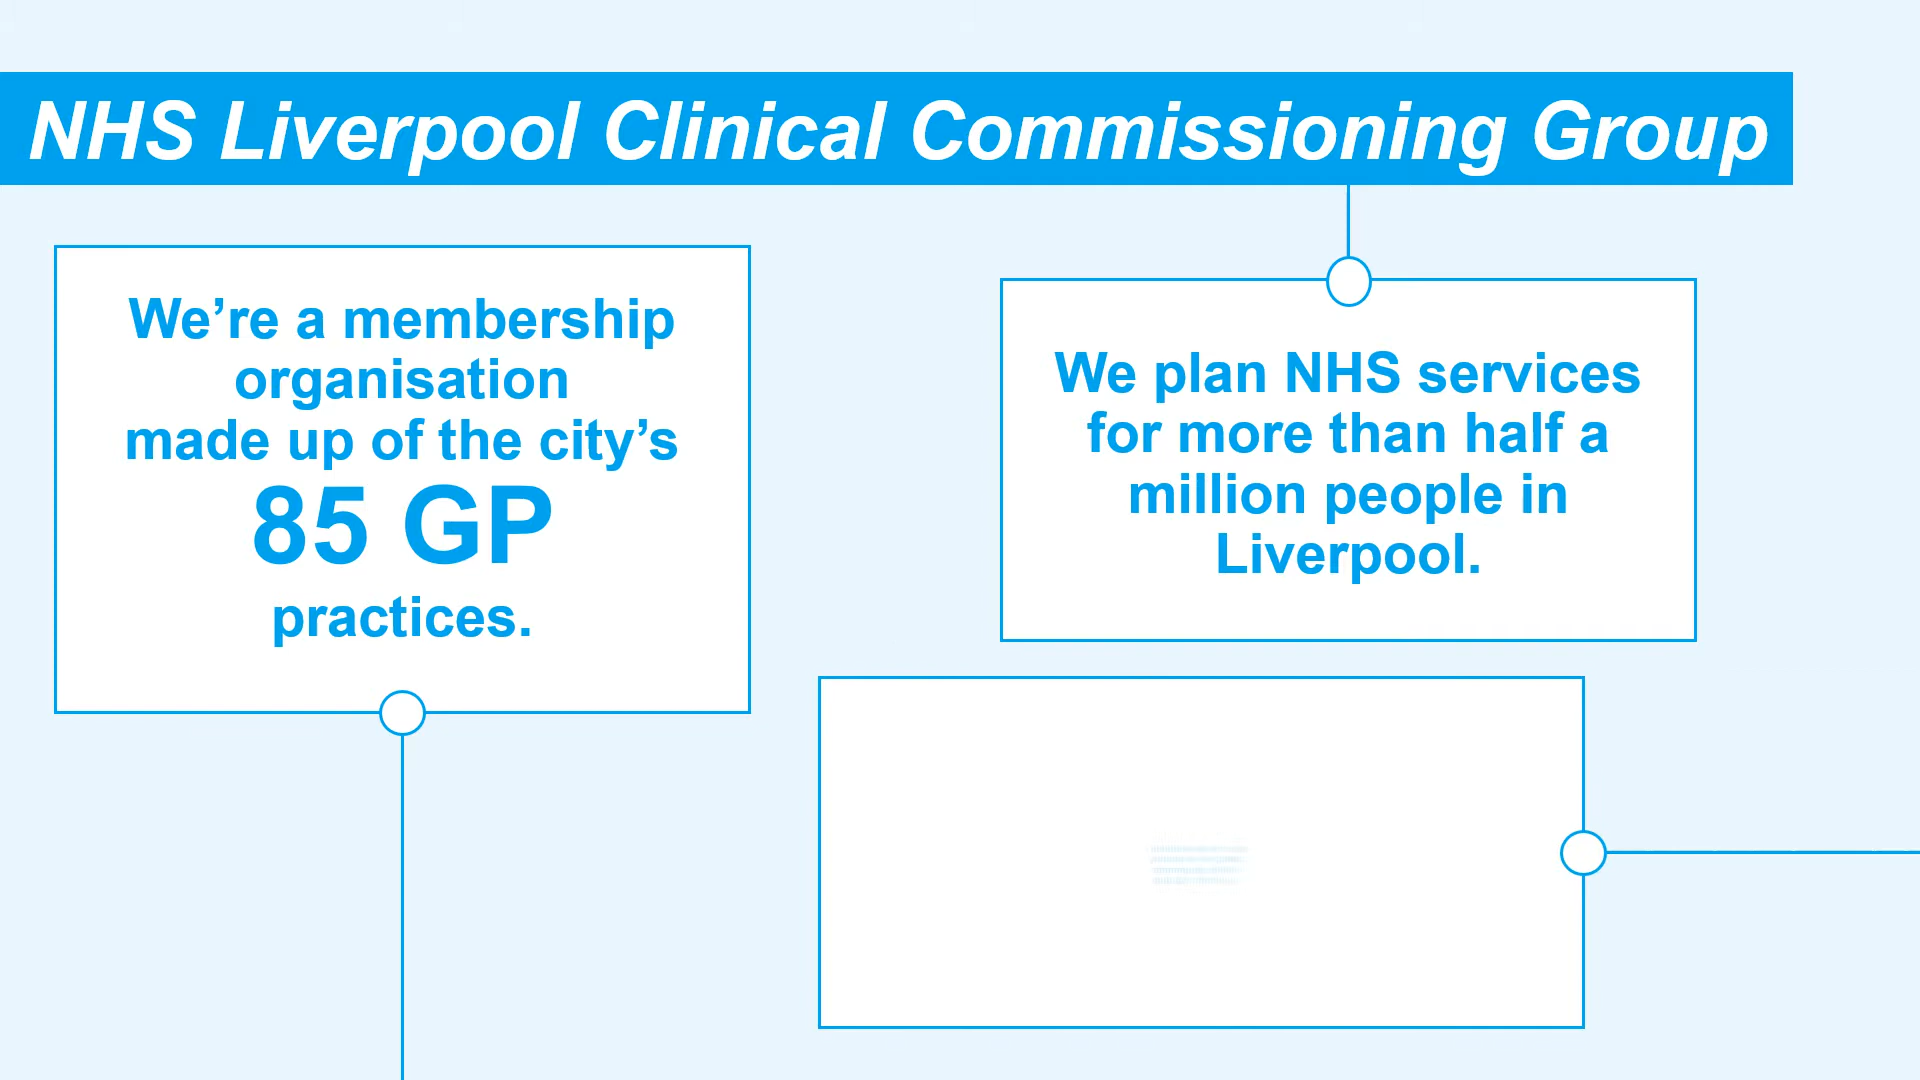 NHS Liverpool Clinical Commissioning Group
We’re a membership
organisation
made up of the city’s
85 GP
practices.
We plan NHS services
for more than half a
million people in
Liverpool.